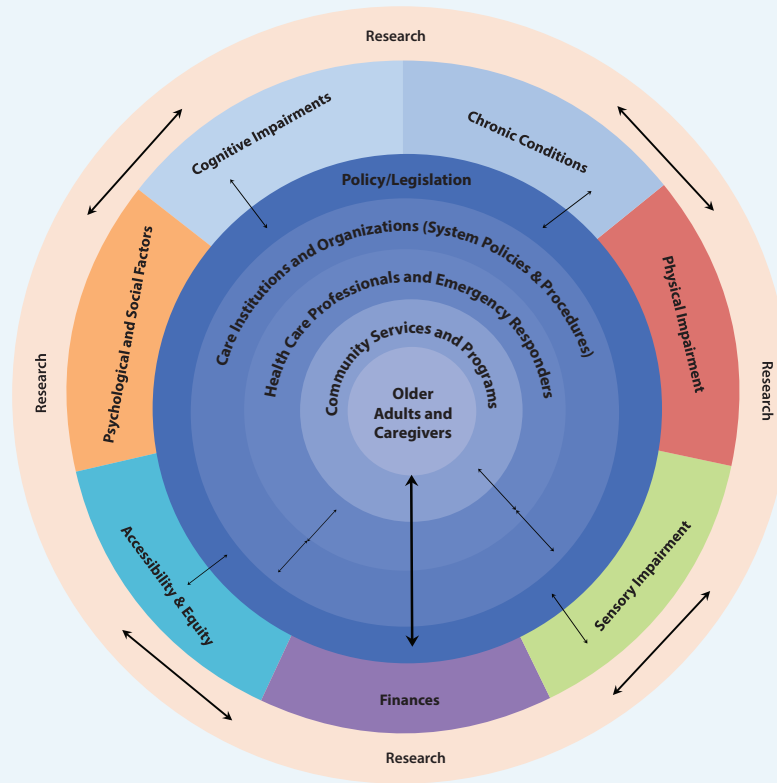 Research
Cognitive Impairments
Chronic Conditions
Policy/Legislation
Care Institutions and Organizations (System Policies & Procedures)
Health Care Professionals and Emergency Responders
Community Services and Programs
Older
Adults and
Caregivers
Psychological and Social Factors
Physical Impairment
Research
Research
Accessibility & Equity
Sensory Impairment
Finances
Research